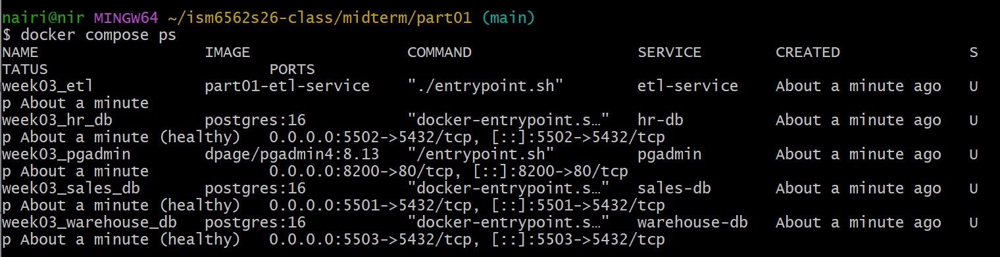 nairi@nir MINGW64 ~/ism6562s26-class/midterm/part01 (main)
$ docker compose ps
NAME                  IMAGE                 COMMAND                  SERVICE        CREATED              S
TATUS                        PORTS
week03_etl            part01-etl-service    "./entrypoint.sh"        etl-service    About a minute ago   U
p About a minute
week03_hr_db          postgres:16           "docker-entrypoint.s…"   hr-db          About a minute ago   U
p About a minute (healthy)   0.0.0.0:5502->5432/tcp, [::]:5502->5432/tcp
week03_pgadmin        dpage/pgadmin4:8.13   "/entrypoint.sh"         pgadmin        About a minute ago   U
p About a minute             0.0.0.0:8200->80/tcp, [::]:8200->80/tcp
week03_sales_db       postgres:16           "docker-entrypoint.s…"   sales-db       About a minute ago   U
p About a minute (healthy)   0.0.0.0:5501->5432/tcp, [::]:5501->5432/tcp
week03_warehouse_db   postgres:16           "docker-entrypoint.s…"   warehouse-db   About a minute ago   U
p About a minute (healthy)   0.0.0.0:5503->5432/tcp, [::]:5503->5432/tcp